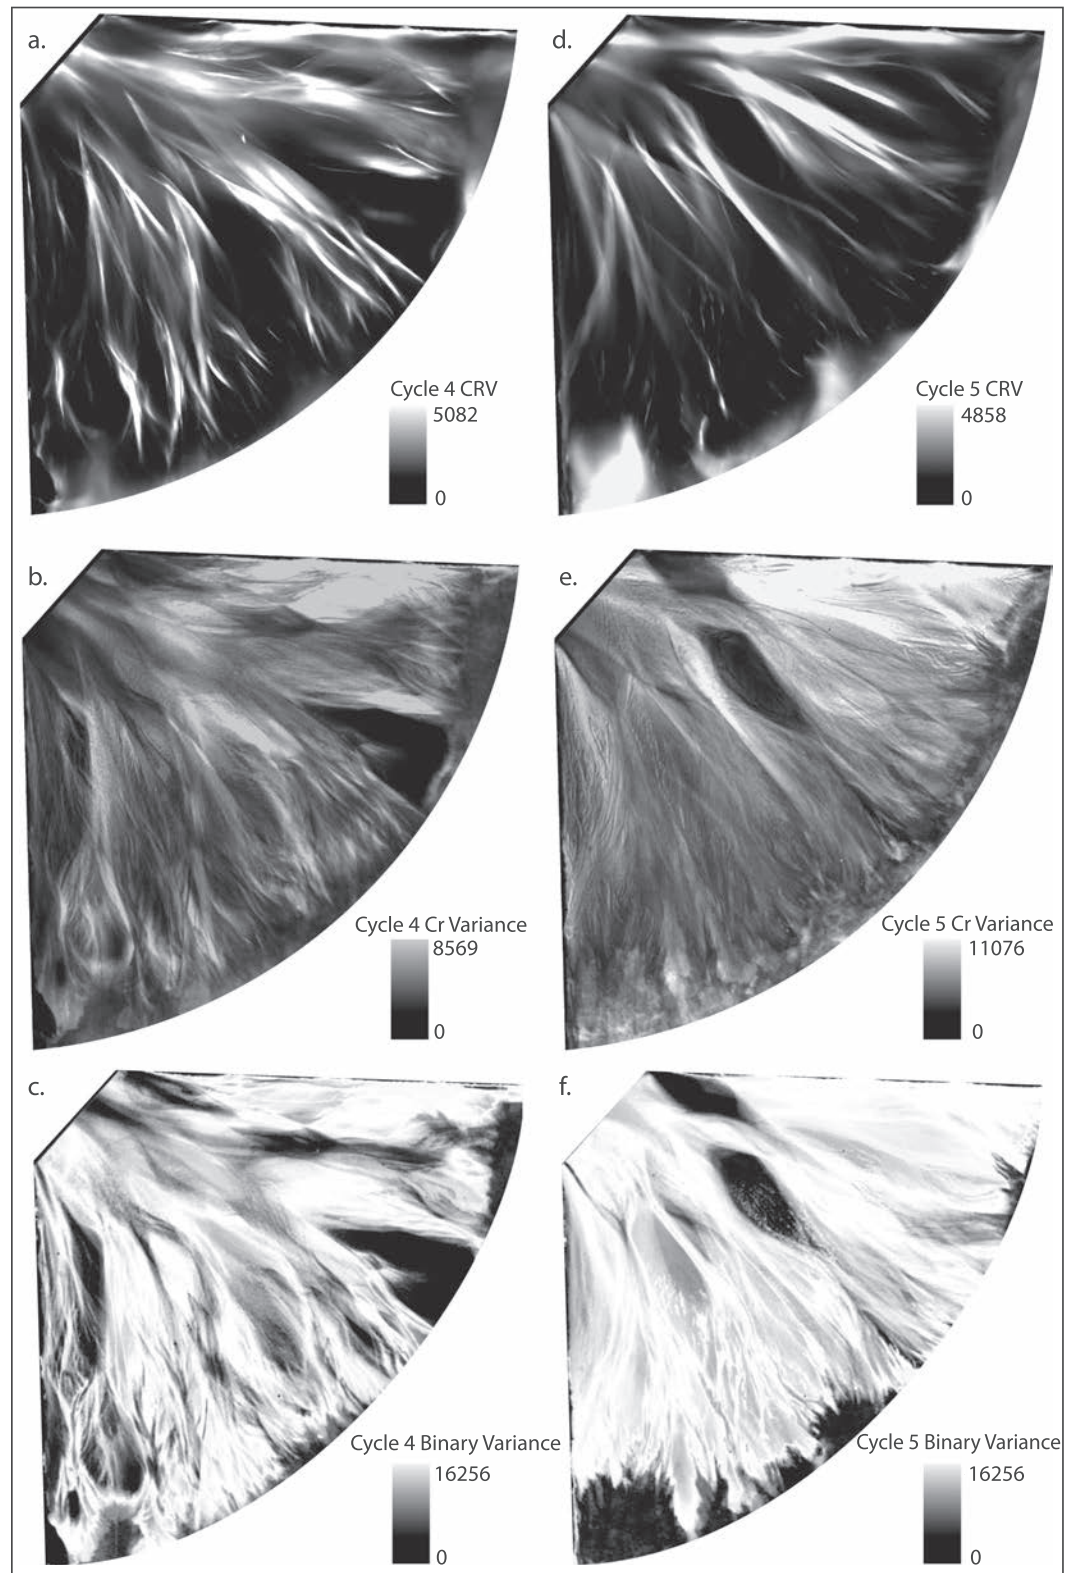 a.
d.
Cycle 4 CRV
5082
0
Cycle 5 CRV
4858
0
b.
e.
Cycle 4 Cr Variance
8569
0
Cycle 5 Cr Variance
11076
0
c.
f.
Cycle 4 Binary Variance
16256
0
Cycle 5 Binary Variance
16256
0